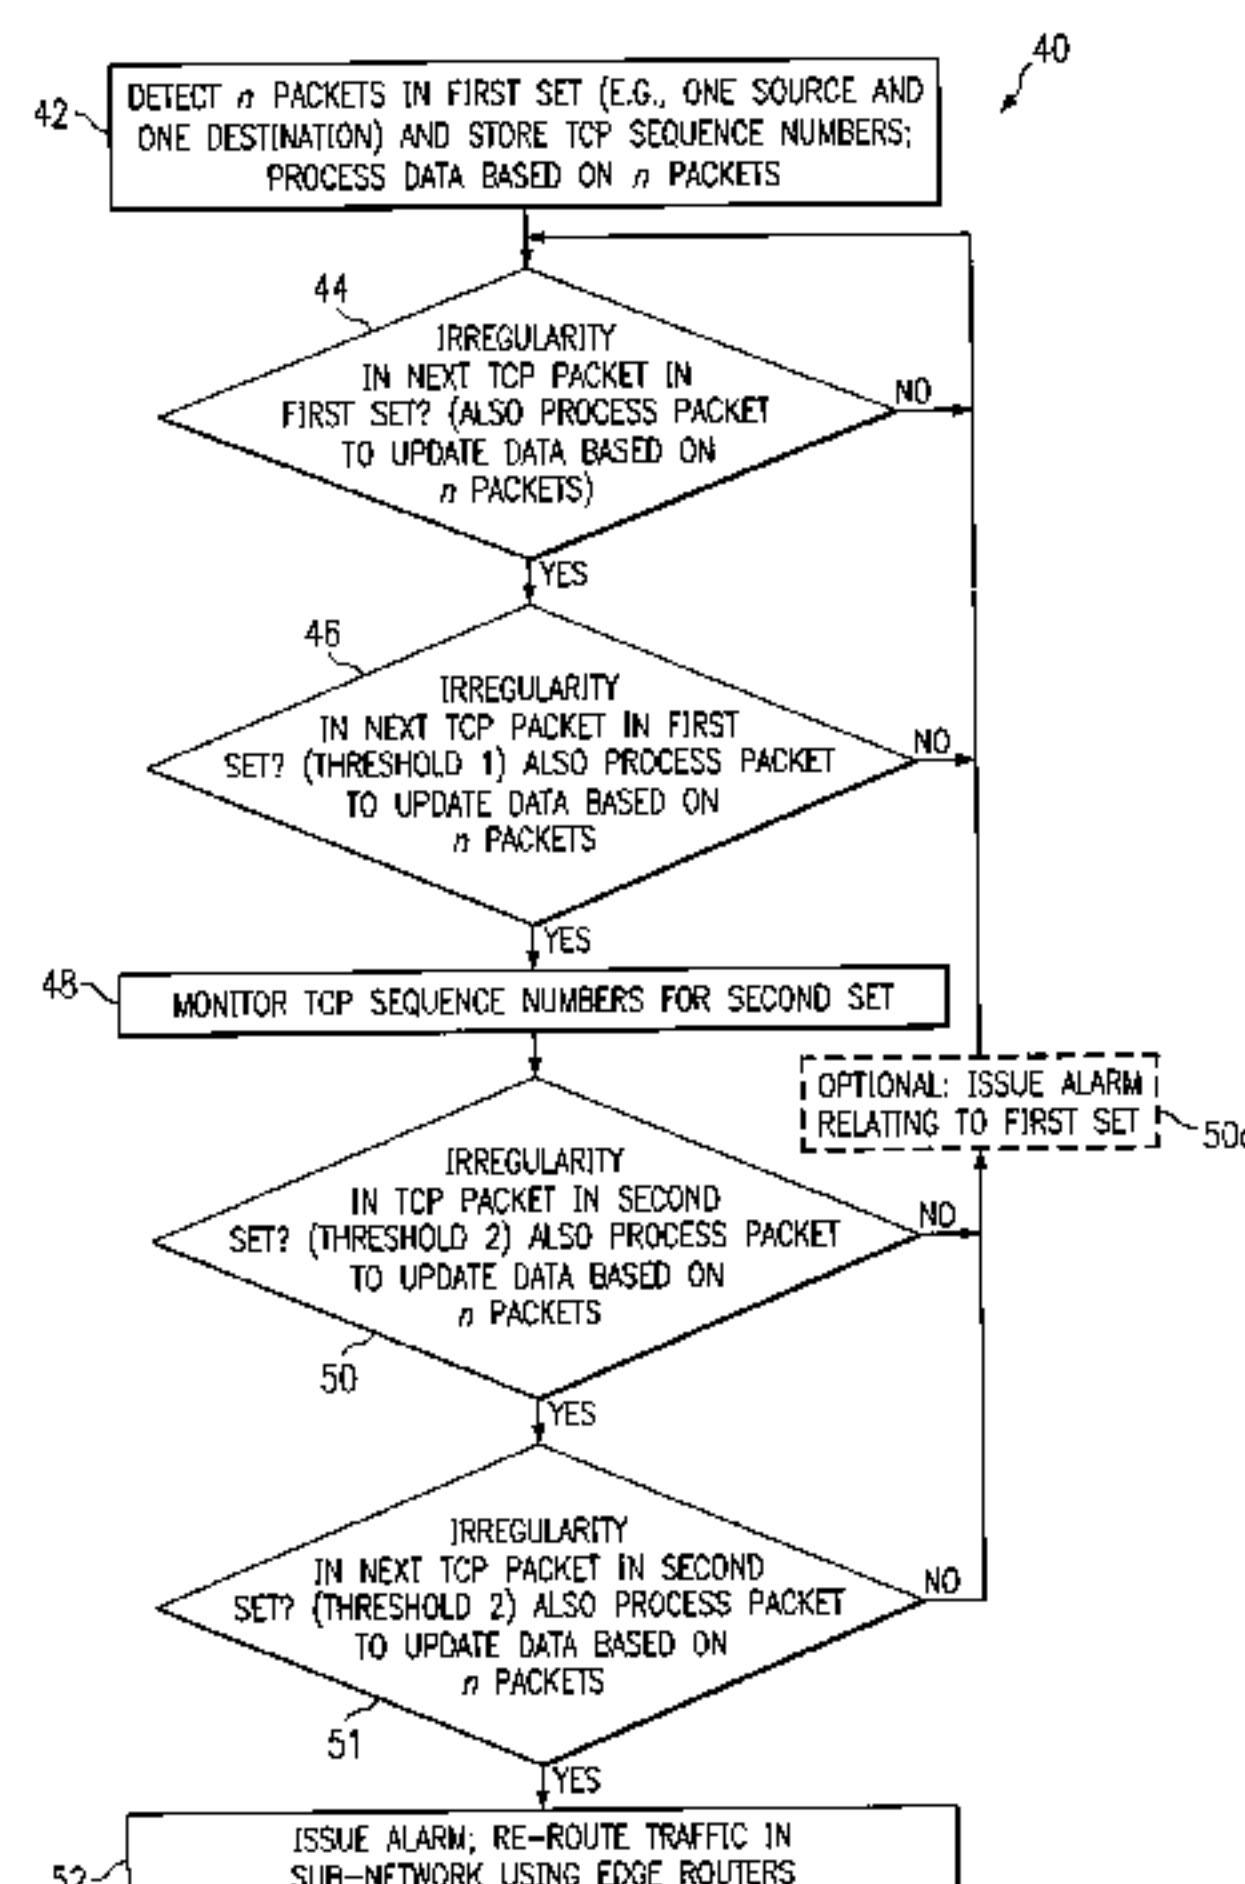 40
42
DETECT n PACKETS IN FIRST SET (E.G., ONE SOURCE AND
ONE DESTINATION) AND STORE TCP SEQUENCE NUMBERS;
PROCESS DATA BASED ON n PACKETS
44
IRREGULARITY
IN NEXT TCP PACKET IN
FIRST SET? (ALSO PROCESS PACKET
TO UPDATE DATA BASED ON
n PACKETS)
NO
YES
46
IRREGULARITY
IN NEXT TCP PACKET IN FIRST
SET? (THRESHOLD 1) ALSO PROCESS PACKET
TO UPDATE DATA BASED ON
n PACKETS
NO
YES
48
MONITOR TCP SEQUENCE NUMBERS FOR SECOND SET
OPTIONAL: ISSUE ALARM
RELATING TO FIRST SET
IRREGULARITY
IN TCP PACKET IN SECOND
SET? (THRESHOLD 2) ALSO PROCESS PACKET
TO UPDATE DATA BASED ON
n PACKETS
NO
50
YES
IRREGULARITY
IN NEXT TCP PACKET IN SECOND
SET? (THRESHOLD 2) ALSO PROCESS PACKET
TO UPDATE DATA BASED ON
n PACKETS
NO
51
YES
52
ISSUE ALARM; RE-ROUTE TRAFFIC IN
SUB-NETWORK USING EDGE ROUTERS